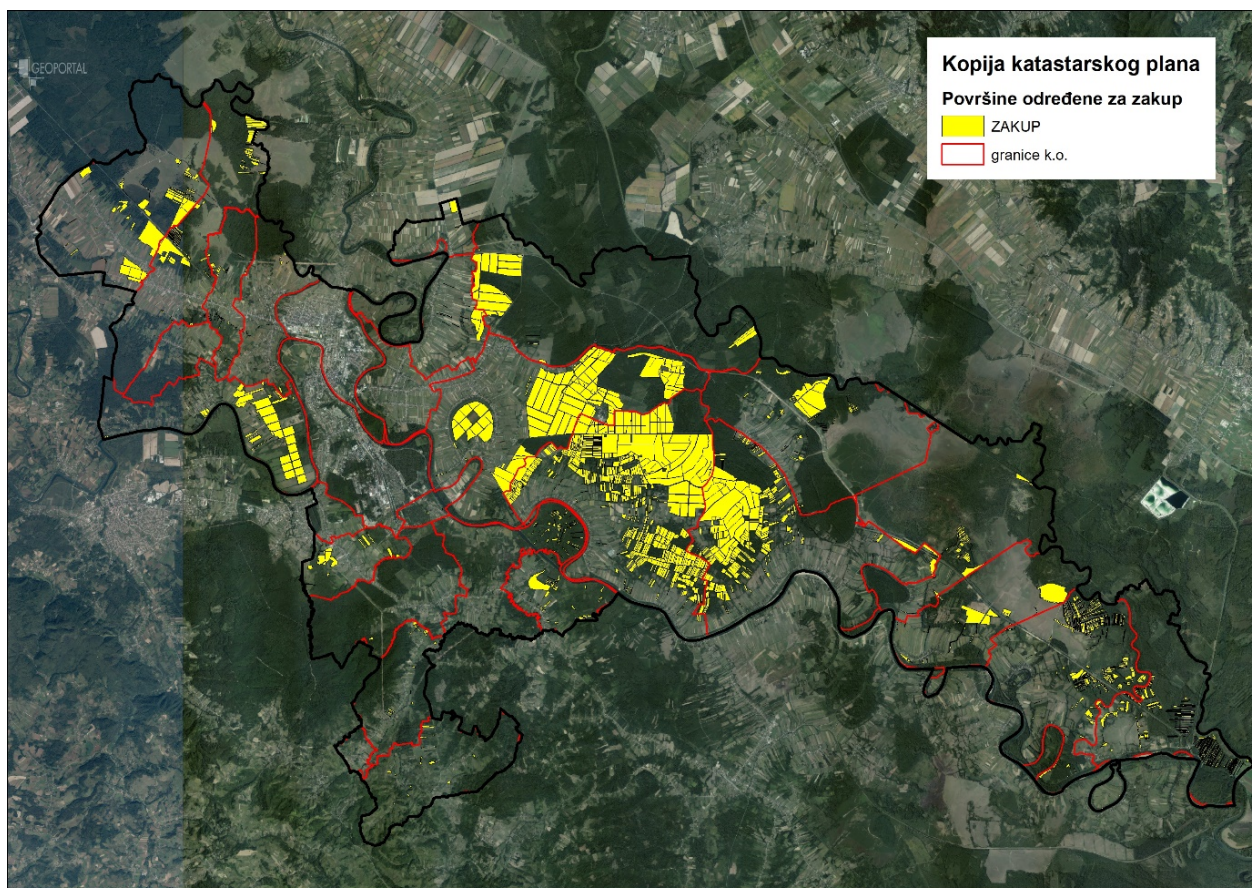 GEOPORTAL
Kopija katastarskog plana
Površine određene za zakup
ZAKUP
granice k.o.